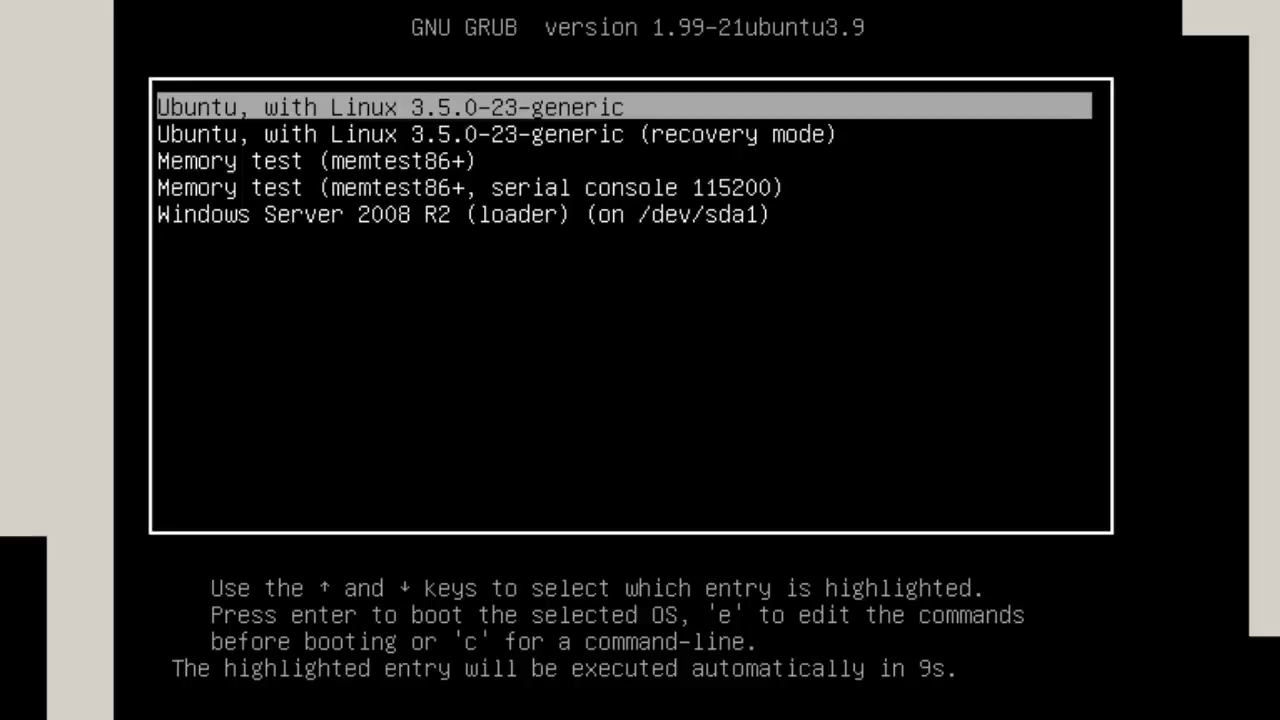 GNU GRUB version 1.99-21ubuntu3.9
Ubuntu, with Linux 3.5.0-23-generic
Ubuntu, with Linux 3.5.0-23-generic (recovery mode)
Memory test (memtest86+)
Memory test (memtest86+, serial console 115200)
Windows Server 2008 R2 (loader) (on /dev/sda1)
Use the ↑ and ↓ keys to select which entry is highlighted.
Press enter to boot the selected OS, 'e' to edit the commands
before booting or 'c' for a command-line.
The highlighted entry will be executed automatically in 9s.